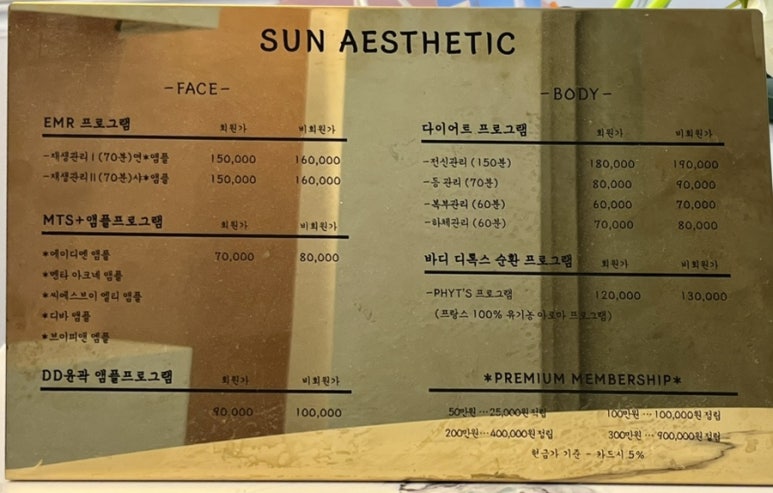 SUN AESTHETIC
-FACE-
EMR 프로그램 회원가 비회원가
-재생관리 I (70분)연*앰플 150,000 160,000
-재생관리II(70분)샤*앰플 150,000 160,000
MTS+앰플프로그램 회원가 비회원가
*에미디엔 앰플 70,000 80,000
*멘타 아크네 앰플
*씨에스브이 엘리 앰플
*디바 앰플
*브이피앤 앰플
DD윤곽 앰플프로그램 회원가 비회원가
90,000 100,000
-BODY-
다이어트 프로그램 회원가 비회원가
-전신관리 (150분) 180,000 190,000
-등 관리 (70분) 80,000 90,000
-복부관리 (60분) 60,000 70,000
-하체관리 (60분) 70,000 80,000
바디 디톡스 순환 프로그램 회원가 비회원가
-PHYT'S 프로그램 120,000 130,000
(프랑스 100% 유기농 아로마 프로그램)
*PREMIUM MEMBERSHIP*
50만원 ··· 25,000원 적립 100만원 ··· 100,000원 적립
200만원 ··· 400,000원 적립 300만원 ··· 900,000원 적립
현금가 기준 - 카드시 5%